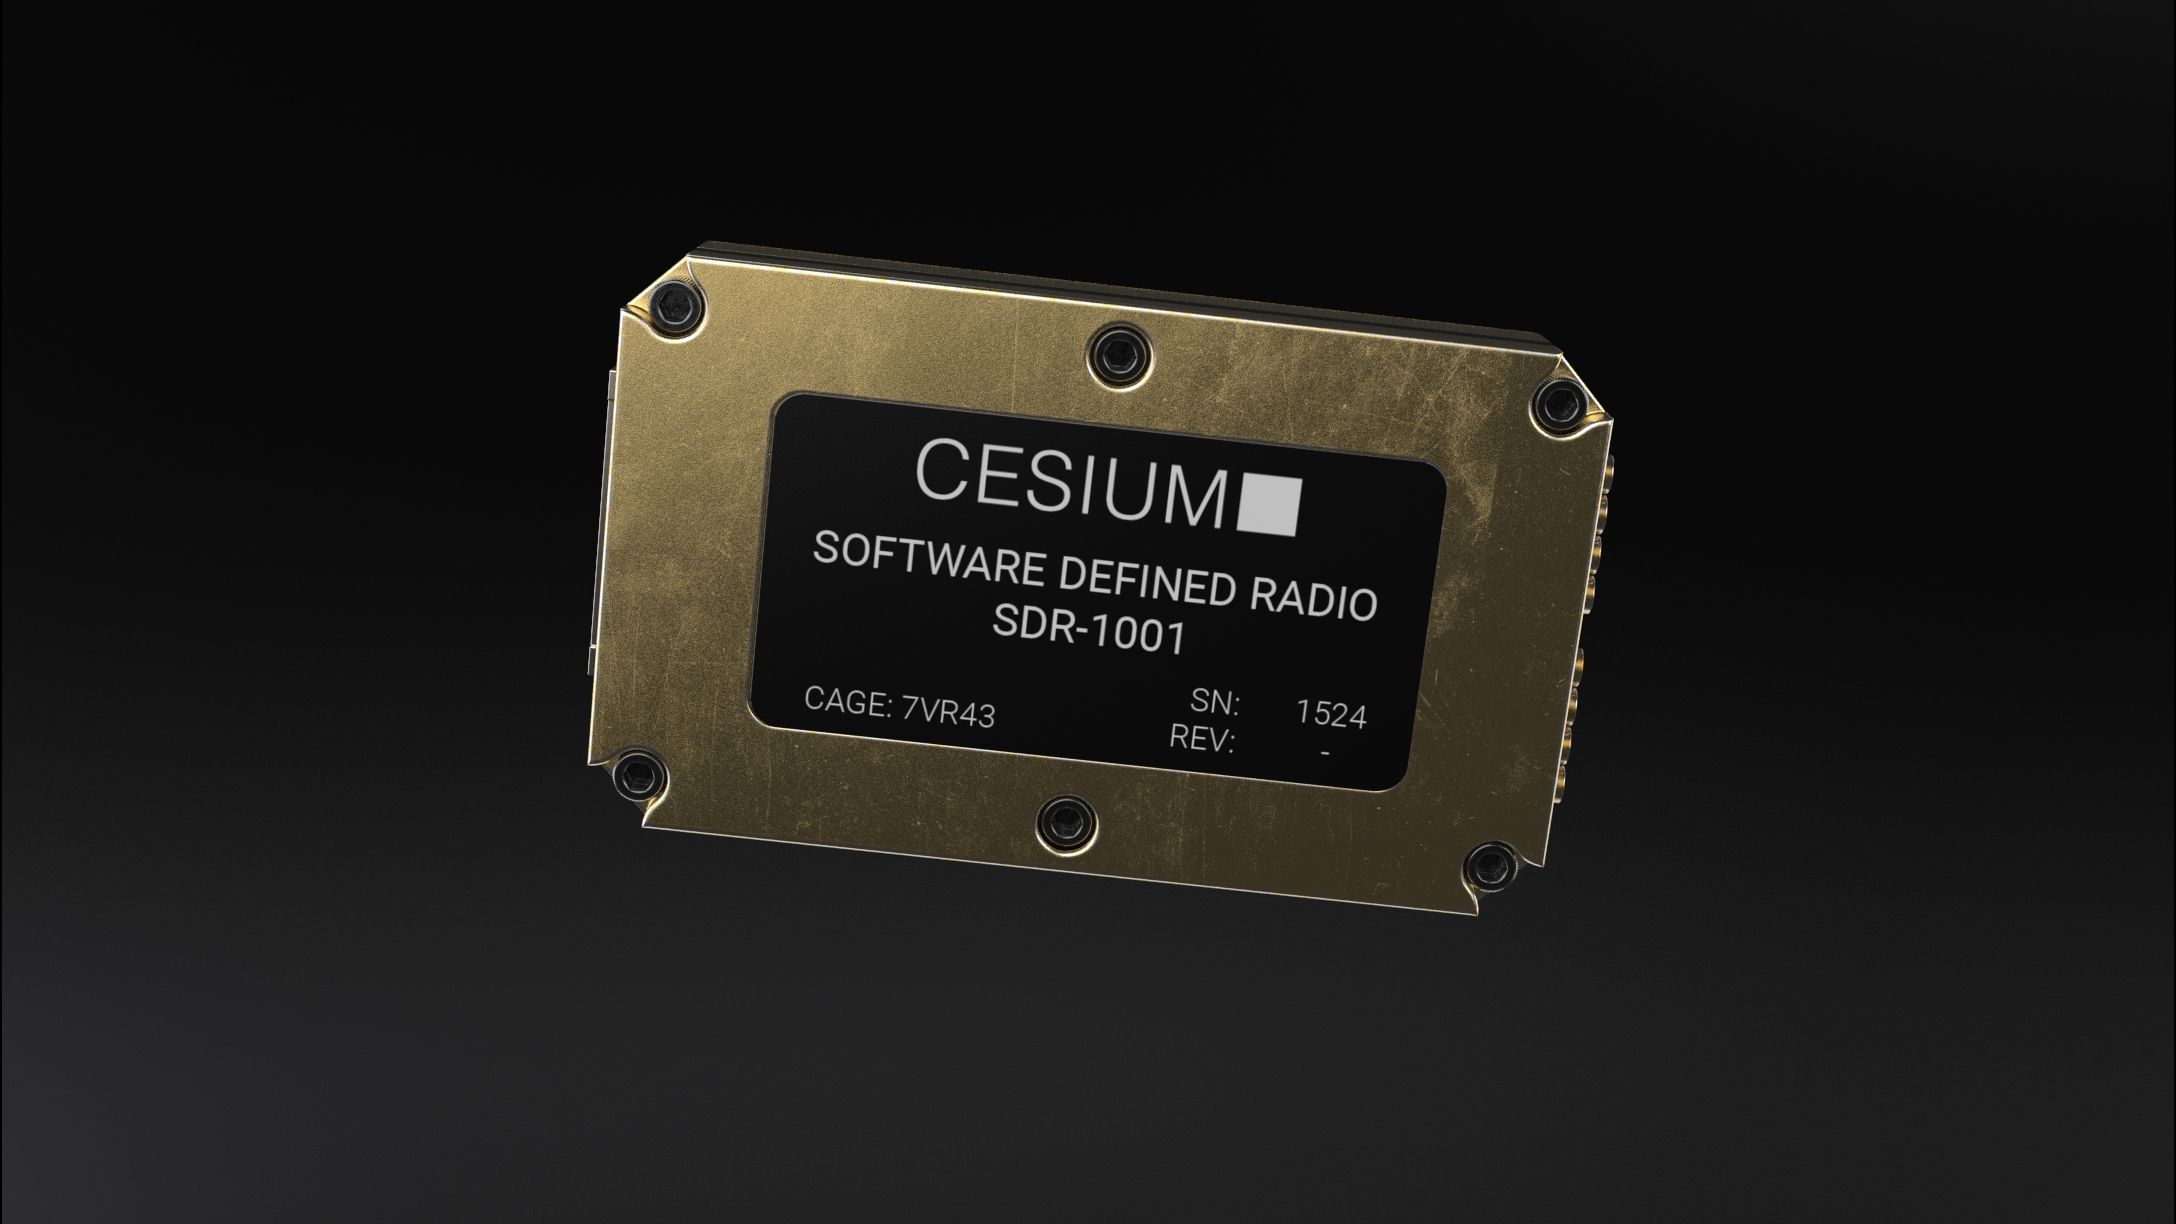 CESIUM
SOFTWARE DEFINED RADIO
SDR-1001
CAGE: 7VR43
SN: 1524
REV: -